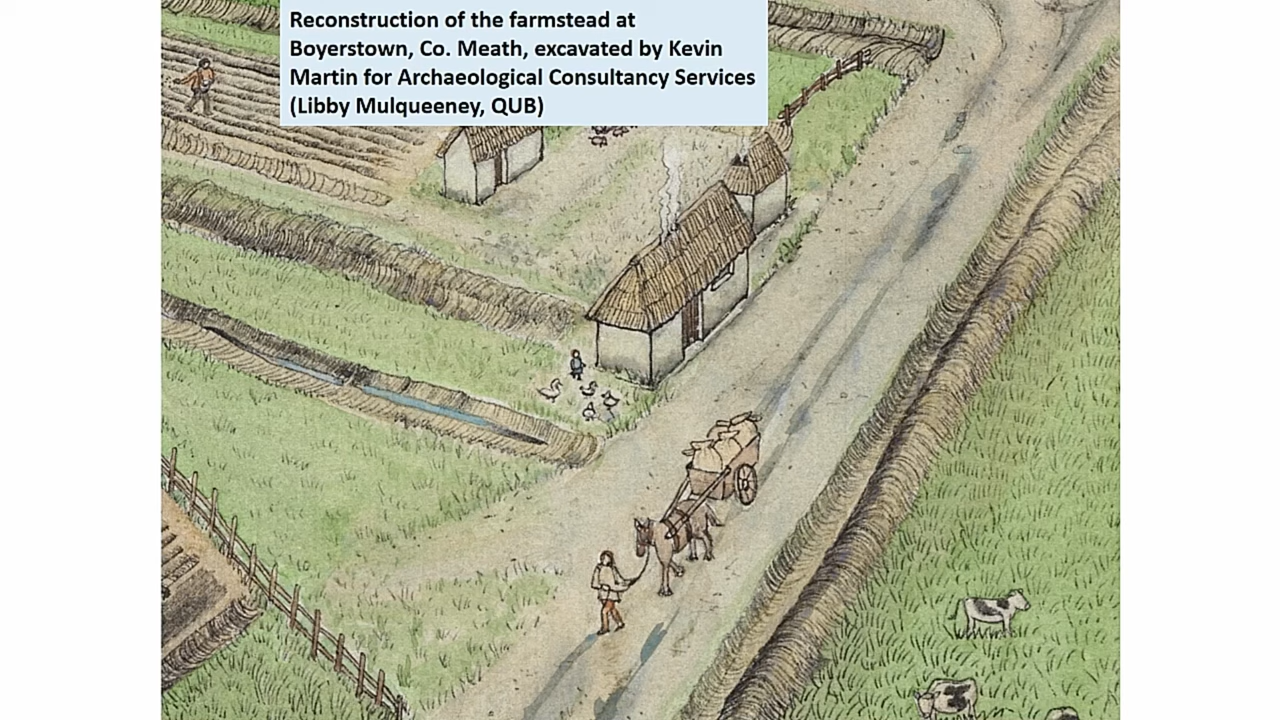 Reconstruction of the farmstead at
Boyerstown, Co. Meath, excavated by Kevin
Martin for Archaeological Consultancy Services
(Libby Mulqueeney, QUB)